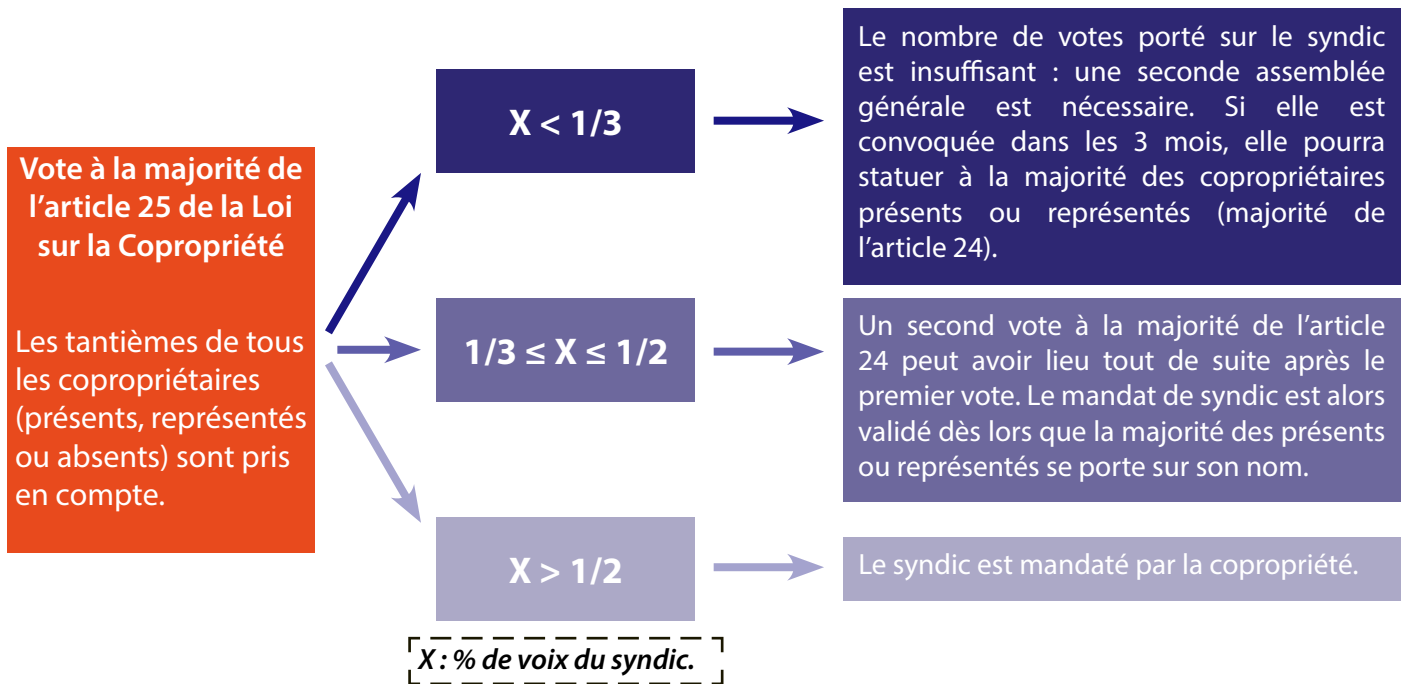 Vote à la majorité de
l'article 25 de la Loi
sur la Copropriété
Les tantièmes de tous
les copropriétaires
(présents, représentés
ou absents) sont pris
en compte.
X < 1/3
Le nombre de votes porté sur le syndic
est insuffisant : une seconde assemblée
générale est nécessaire. Si elle est
convoquée dans les 3 mois, elle pourra
statuer à la majorité des copropriétaires
présents ou représentés (majorité de
l'article 24).
1/3 ≤ X ≤ 1/2
Un second vote à la majorité de l'article
24 peut avoir lieu tout de suite après le
premier vote. Le mandat de syndic est alors
validé dès lors que la majorité des présents
ou représentés se porte sur son nom.
X > 1/2
Le syndic est mandaté par la copropriété.
X : % de voix du syndic.